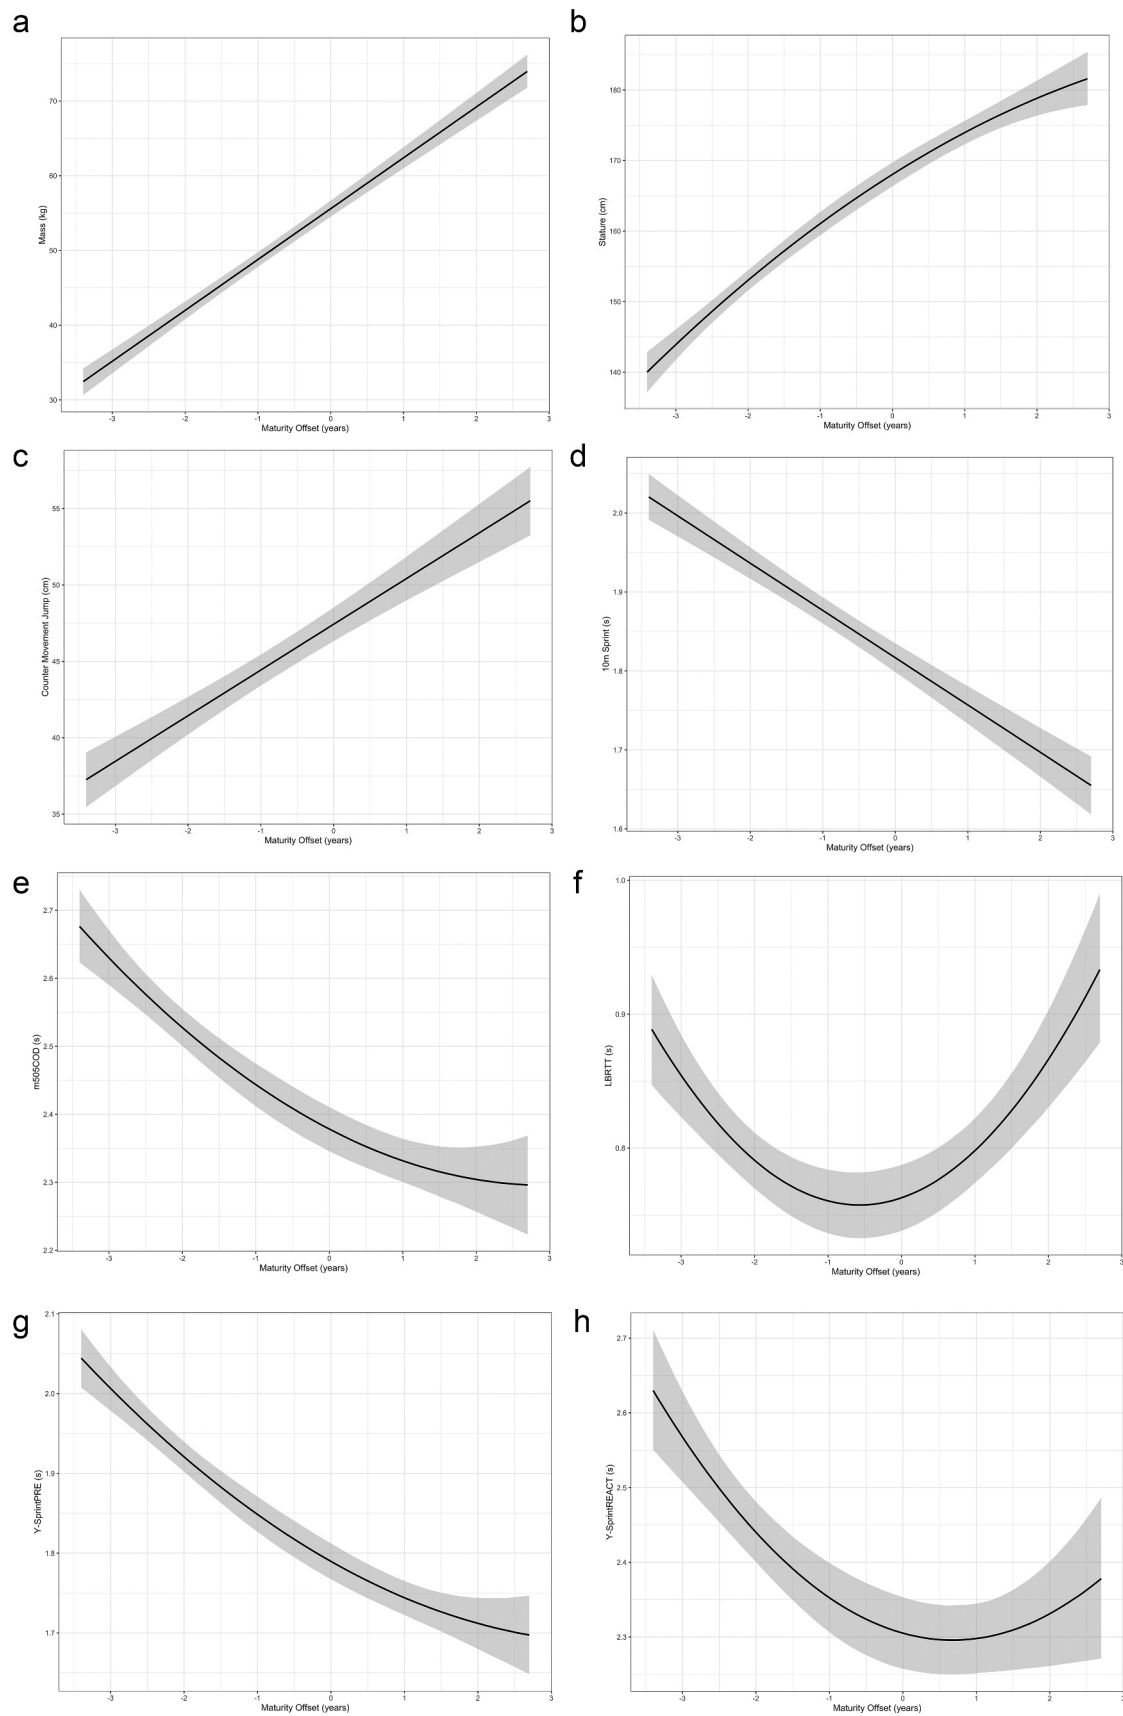 a
Mass (kg)
70
60
50
40
30
-3 -2 -1 0 1 2 3
Maturity Offset (years)
b
Stature (cm)
180
170
160
150
140
-3 -2 -1 0 1 2 3
Maturity Offset (years)
c
Counter Movement Jump (cm)
55
50
45
40
35
-3 -2 -1 0 1 2 3
Maturity Offset (years)
d
10m Sprint (s)
2.0
1.9
1.8
1.7
1.6
-3 -2 -1 0 1 2 3
Maturity Offset (years)
e
m505COD (s)
2.7
2.6
2.5
2.4
2.3
2.2
-3 -2 -1 0 1 2 3
Maturity Offset (years)
f
LBRTT (s)
1.0
0.9
0.8
-3 -2 -1 0 1 2 3
Maturity Offset (years)
g
Y-SprintPRE (s)
2.1
2.0
1.9
1.8
1.7
-3 -2 -1 0 1 2 3
Maturity Offset (years)
h
Y-SprintREACT (s)
2.7
2.6
2.5
2.4
2.3
-3 -2 -1 0 1 2 3
Maturity Offset (years)